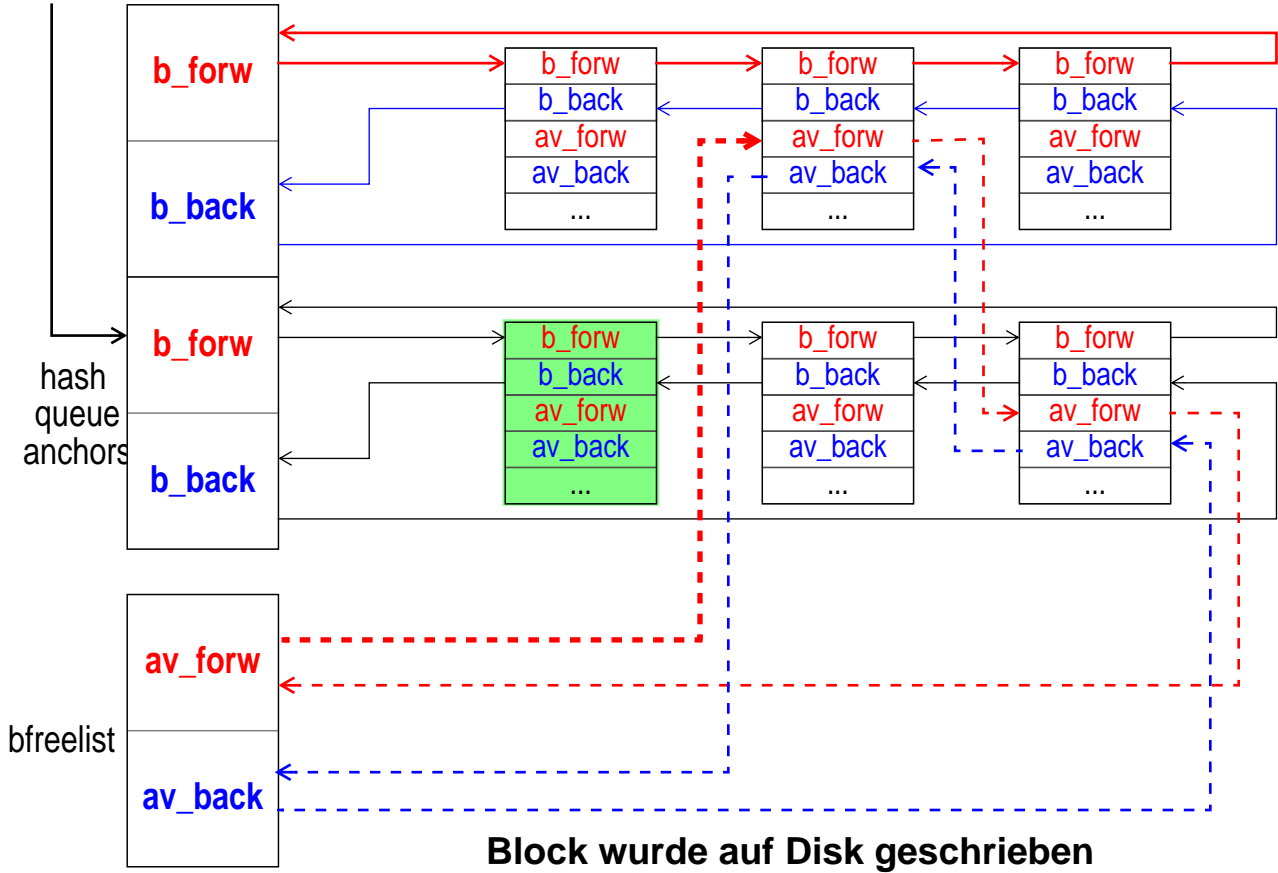 b_forw
b_back
b_forw
b_back
av_forw
av_back
...
b_forw
b_back
av_forw
av_back
...
b_forw
b_back
av_forw
av_back
...
hash
queue
anchors
b_forw
b_back
b_forw
b_back
av_forw
av_back
...
b_forw
b_back
av_forw
av_back
...
b_forw
b_back
av_forw
av_back
...
bfreelist
av_forw
av_back
Block wurde auf Disk geschrieben